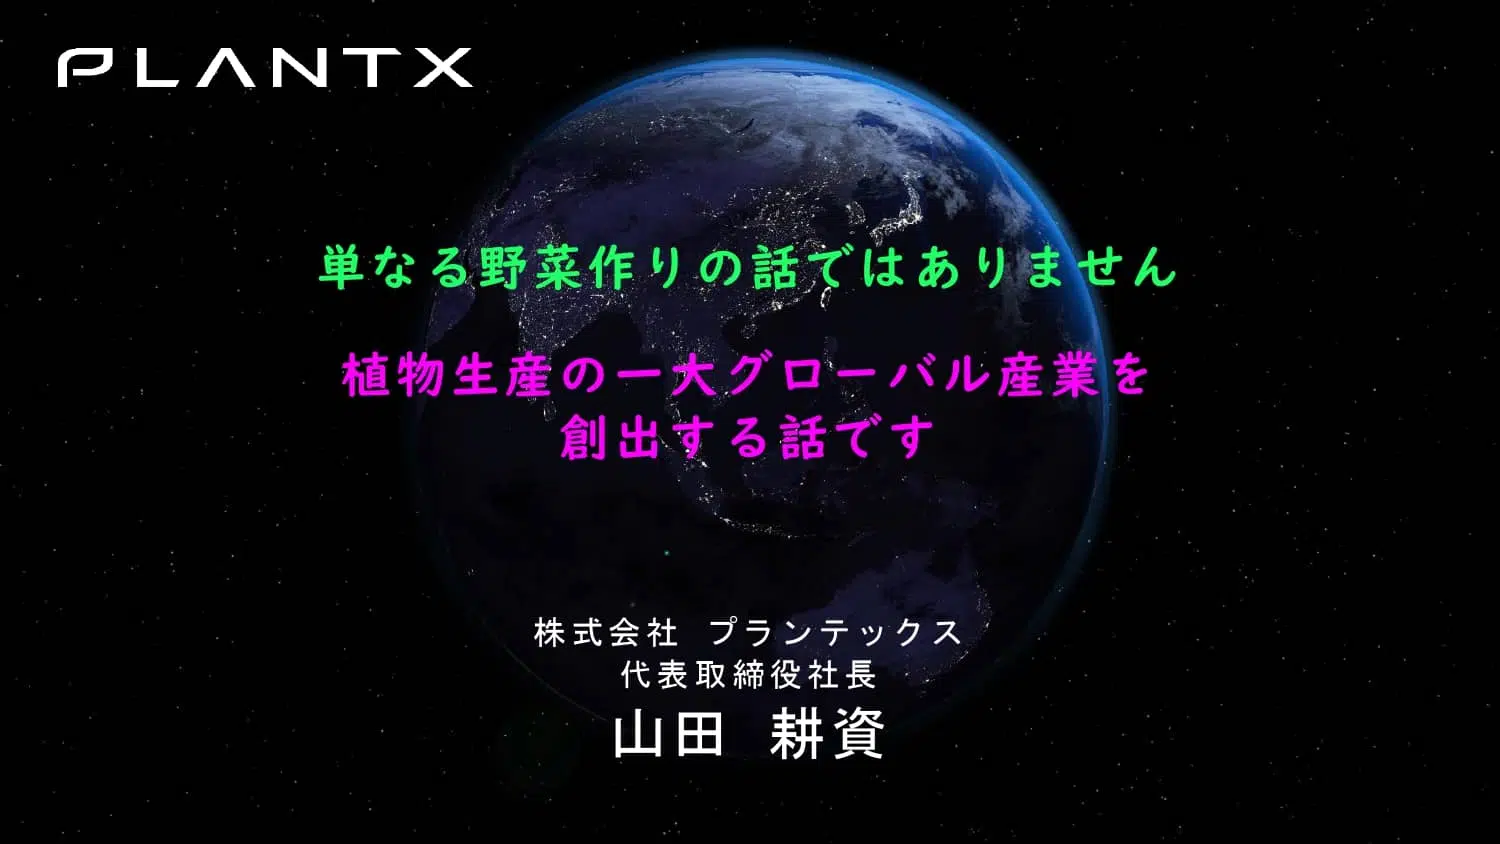 PLANTX
単なる野菜作りの話ではありません
植物生産の一大グローバル産業を
創出する話です
株式会社 プランテックス
代表取締役社長
山田 耕資